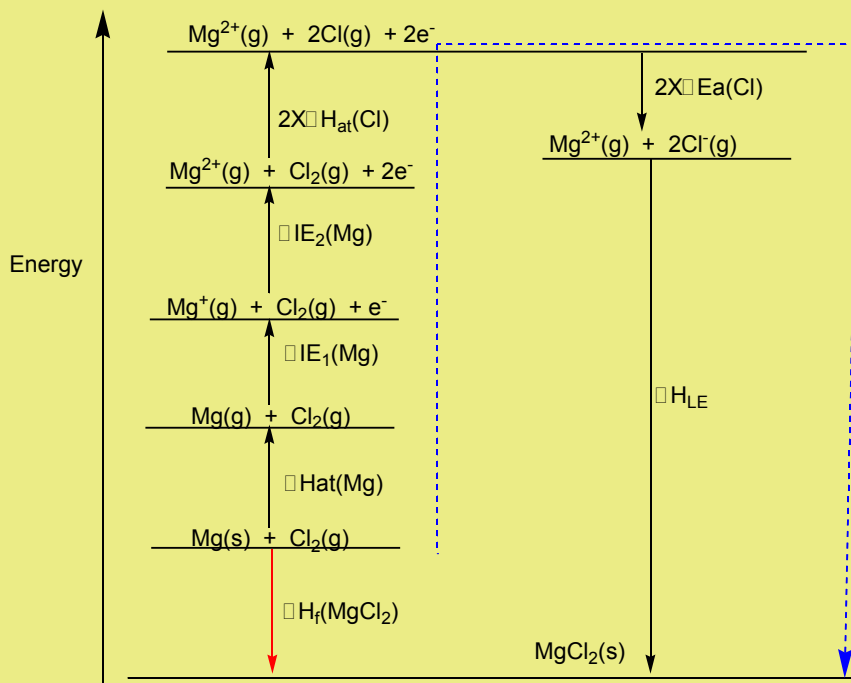 Mg²⁺(g) + 2Cl(g) + 2e⁻
2X□Ea(Cl)
2X□H_at(Cl)
Mg²⁺(g) + 2Cl⁻(g)
Mg²⁺(g) + Cl₂(g) + 2e⁻
□IE₂(Mg)
Energy
Mg⁺(g) + Cl₂(g) + e⁻
□IE₁(Mg)
□H_LE
Mg(g) + Cl₂(g)
□Hat(Mg)
Mg(s) + Cl₂(g)
□H_f(MgCl₂)
MgCl₂(s)